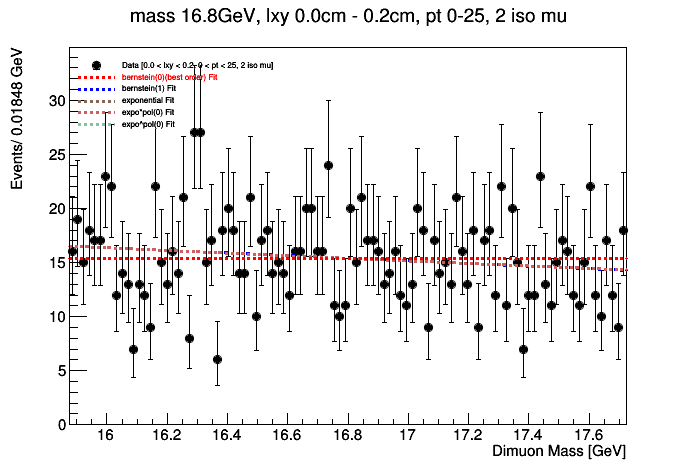 mass 16.8GeV, lxy 0.0cm - 0.2cm, pt 0-25, 2 iso mu
Events/ 0.01848 GeV
Data [0.0 < lxy < 0.2, 0 < pt < 25, 2 iso mu]
bernstein(0)(best order) Fit
bernstein(1) Fit
exponential Fit
expo*pol(0) Fit
expo^pol(0) Fit
30
25
20
15
10
5
0
16 16.2 16.4 16.6 16.8 17 17.2 17.4 17.6
Dimuon Mass [GeV]